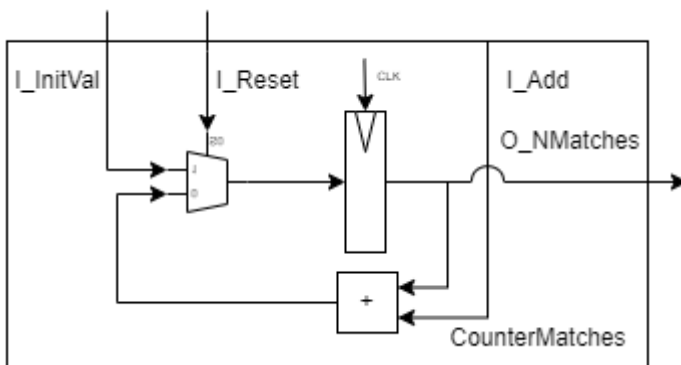 I_InitVal
I_Reset
CLK
I_Add
O_NMatches
1
0
+
CounterMatches